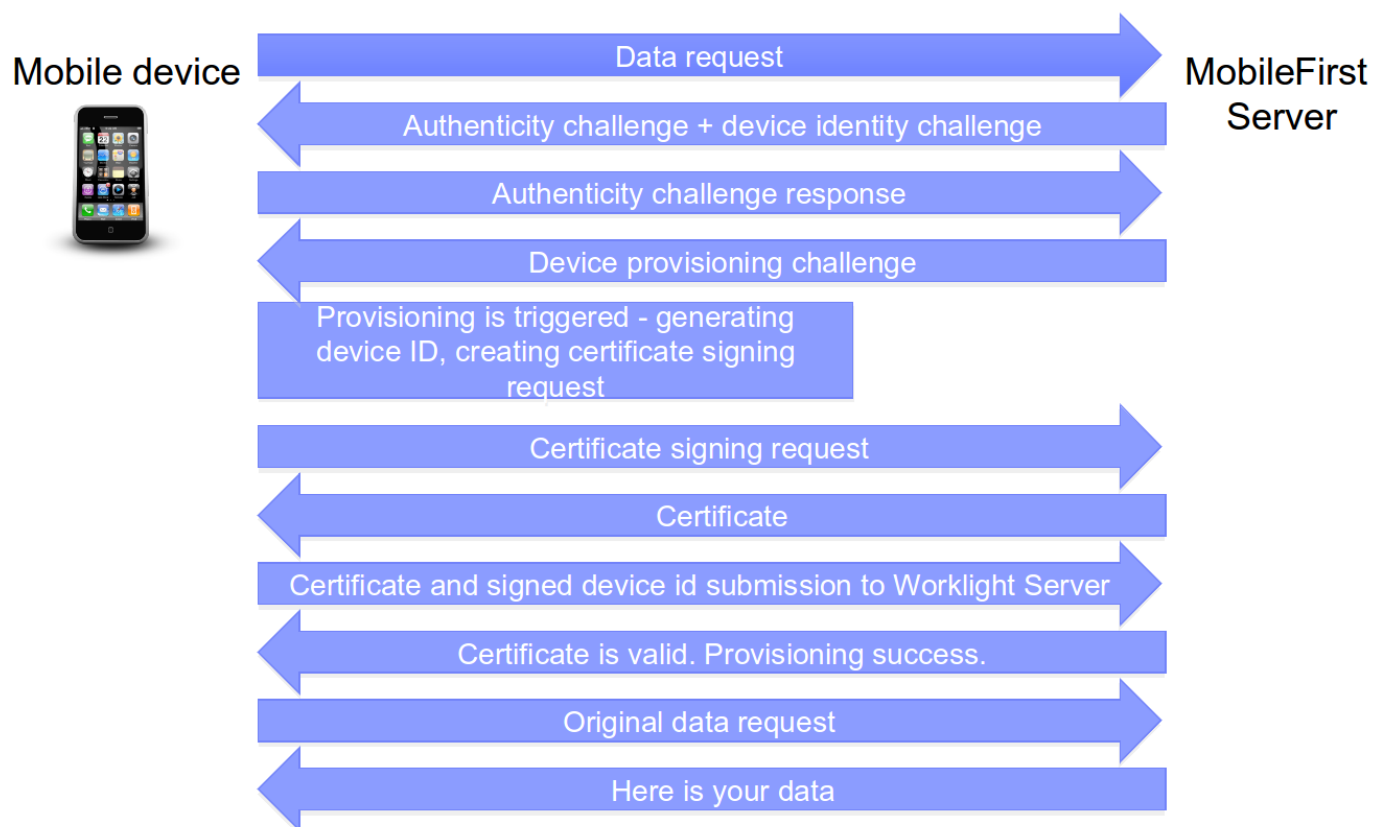 Data request
Mobile device
MobileFirst
Server
Authenticity challenge + device identity challenge
Authenticity challenge response
Device provisioning challenge
Provisioning is triggered - generating
device ID, creating certificate signing
request
Certificate signing request
Certificate
Certificate and signed device id submission to Worklight Server
Certificate is valid. Provisioning success.
Original data request
Here is your data